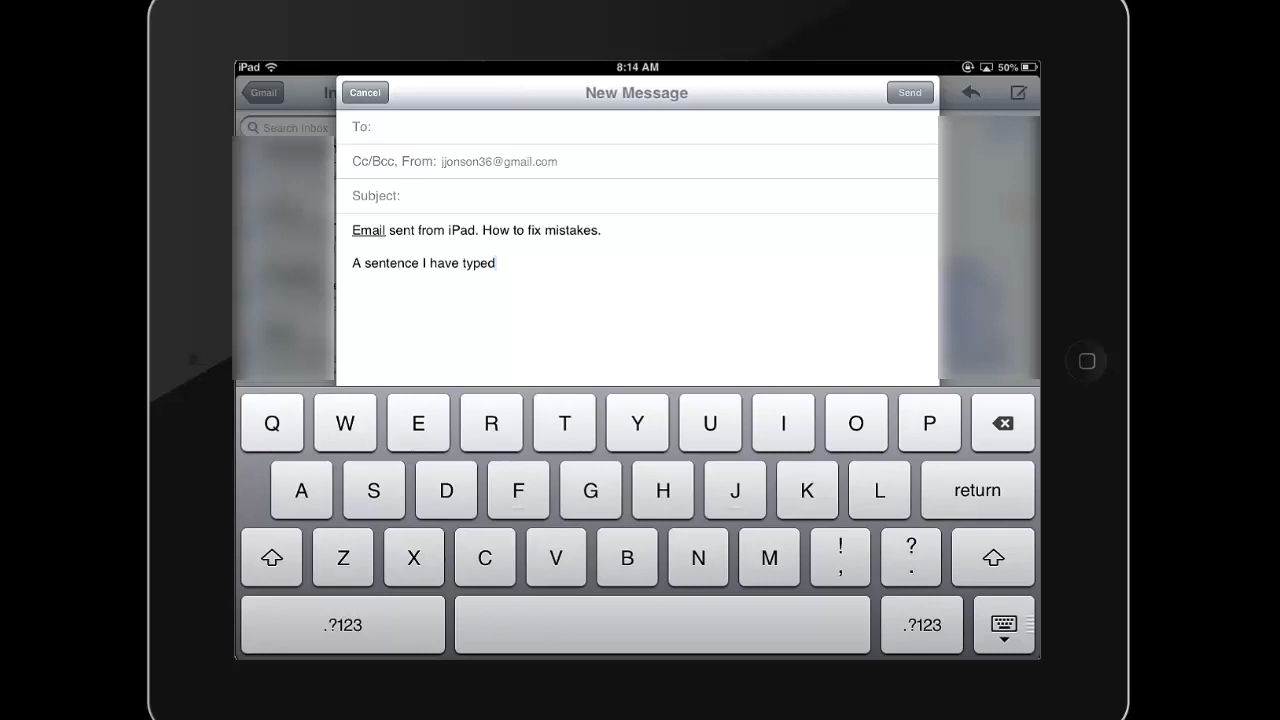 iPad 8:14 AM 50%
Gmail In Cancel New Message Send
Search Inbox
To:
Cc/Bcc, From: jjonson36@gmail.com
Subject:
Email sent from iPad. How to fix mistakes.
A sentence I have typed
Q W E R T Y U I O P
A S D F G H J K L return
Z X C V B N M ! , ? .
.?123 .?123